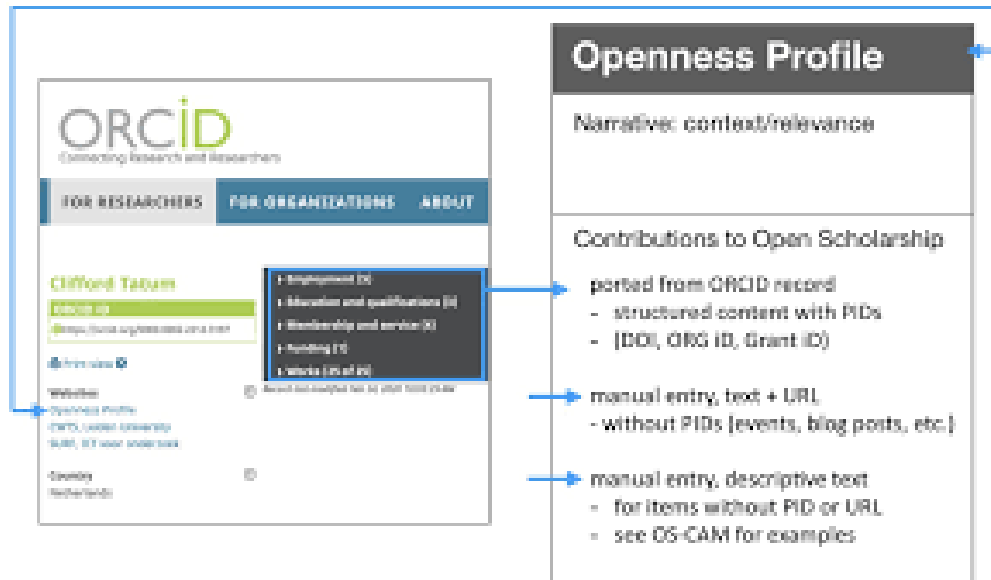 ORCiD
Connecting Research and Researchers
FOR RESEARCHERS FOR ORGANIZATIONS ABOUT
Clifford Tatum
ORCID iD
Print view
Websites
Openness Profile
CWTS, Leiden University
Country
Netherlands
Employment
Education and qualifications
Membership and service
Funding
Works
Openness Profile
Narrative: context/relevance
Contributions to Open Scholarship
ported from ORCID record
- structured content with PIDs
- (DOI, ORG iD, Grant iD)
manual entry, text + URL
- without PIDs (events, blog posts, etc.)
manual entry, descriptive text
- for items without PID or URL
- see OS-CAM for examples